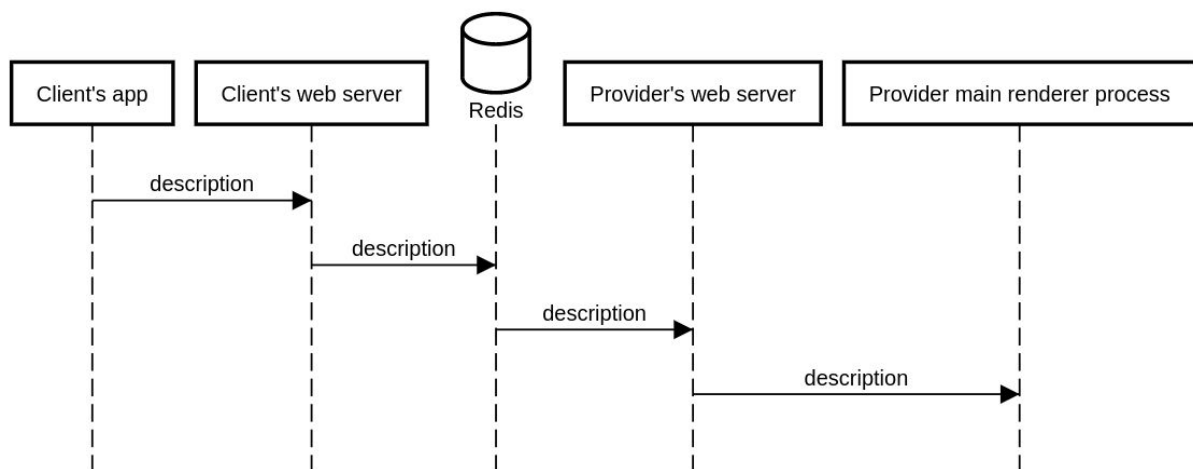 Client's app
Client's web server
Redis
Provider's web server
Provider main renderer process
description
description
description
description